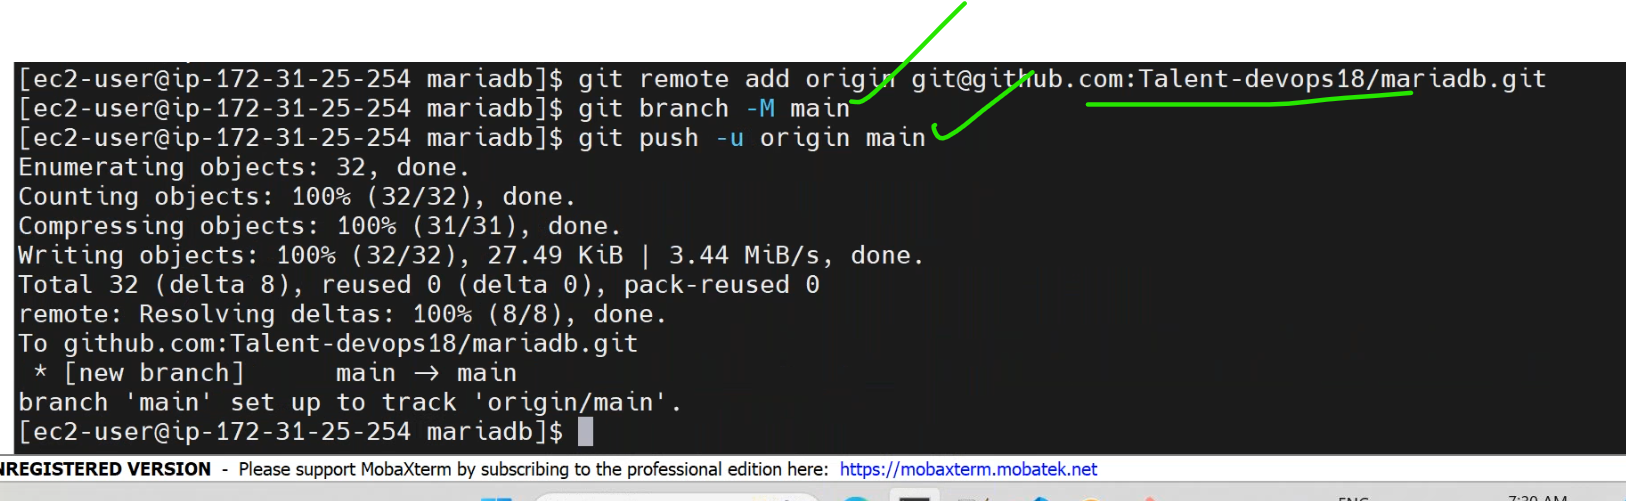 [ec2-user@ip-172-31-25-254 mariadb]$ git remote add origin git@github.com:Talent-devops18/mariadb.git
[ec2-user@ip-172-31-25-254 mariadb]$ git branch -M main
[ec2-user@ip-172-31-25-254 mariadb]$ git push -u origin main
Enumerating objects: 32, done.
Counting objects: 100% (32/32), done.
Compressing objects: 100% (31/31), done.
Writing objects: 100% (32/32), 27.49 KiB | 3.44 MiB/s, done.
Total 32 (delta 8), reused 0 (delta 0), pack-reused 0
remote: Resolving deltas: 100% (8/8), done.
To github.com:Talent-devops18/mariadb.git
 * [new branch]      main → main
branch 'main' set up to track 'origin/main'.
[ec2-user@ip-172-31-25-254 mariadb]$
NREGISTERED VERSION - Please support MobaXterm by subscribing to the professional edition here: https://mobaxterm.mobatek.net